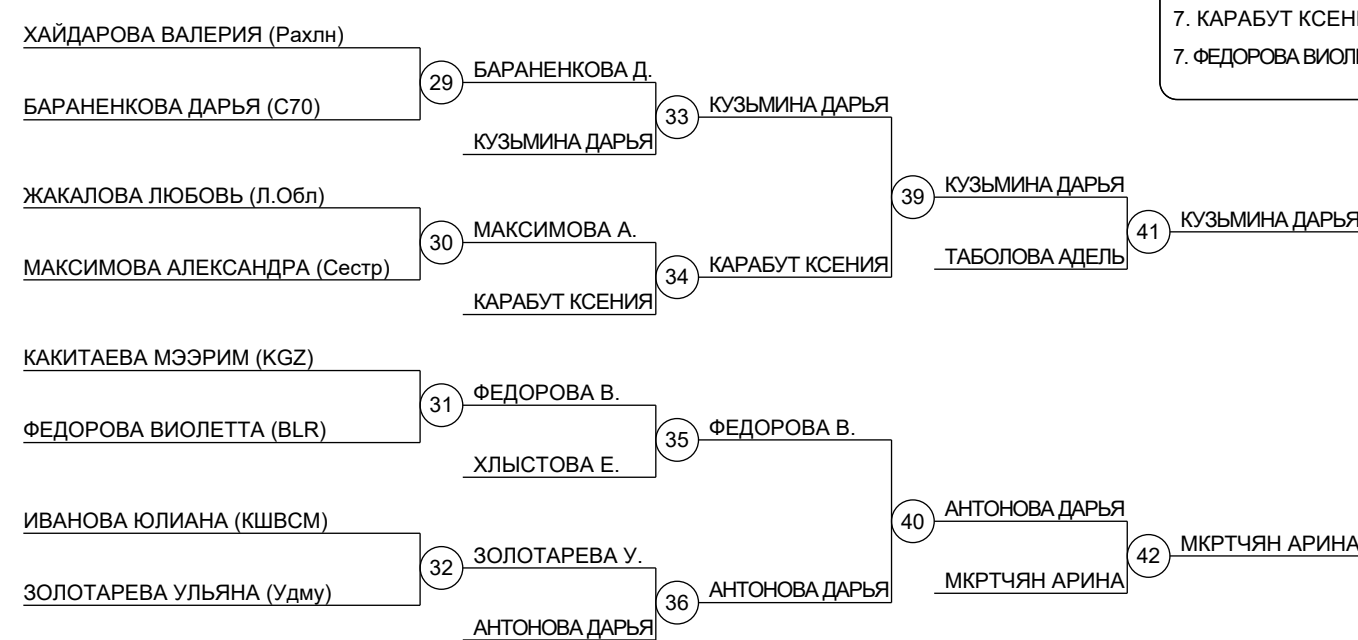 7. КАРАБУТ
ХАЙДАРОВА ВАЛЕРИЯ (Рахлн)
7. ФЕДОРОВА
29
БАРАНЕНКОВА Д.
БАРАНЕНКОВА ДАРЬЯ (С70)
33
КУЗЬМИНА ДАРЬЯ
КУЗЬМИНА ДАРЬЯ
ЖАКАЛОВА ЛЮБОВЬ (Л.Обл)
39
КУЗЬМИНА ДАРЬЯ
30
МАКСИМОВА А.
41
КУЗЬМИНА ДАРЬЯ
МАКСИМОВА АЛЕКСАНДРА (Сестр)
34
КАРАБУТ КСЕНИЯ
ТАБОЛОВА АДЕЛЬ
КАРАБУТ КСЕНИЯ
КАКИТАЕВА МЭЭРИМ (KGZ)
31
ФЕДОРОВА В.
ФЕДОРОВА ВИОЛЕТТА (BLR)
35
ФЕДОРОВА В.
ХЛЫСТОВА Е.
ИВАНОВА ЮЛИАНА (КШВСМ)
40
АНТОНОВА ДАРЬЯ
32
ЗОЛОТАРЕВА У.
42
МКРТЧЯН АРИНА
ЗОЛОТАРЕВА УЛЬЯНА (Удму)
36
АНТОНОВА ДАРЬЯ
МКРТЧЯН АРИНА
АНТОНОВА ДАРЬЯ